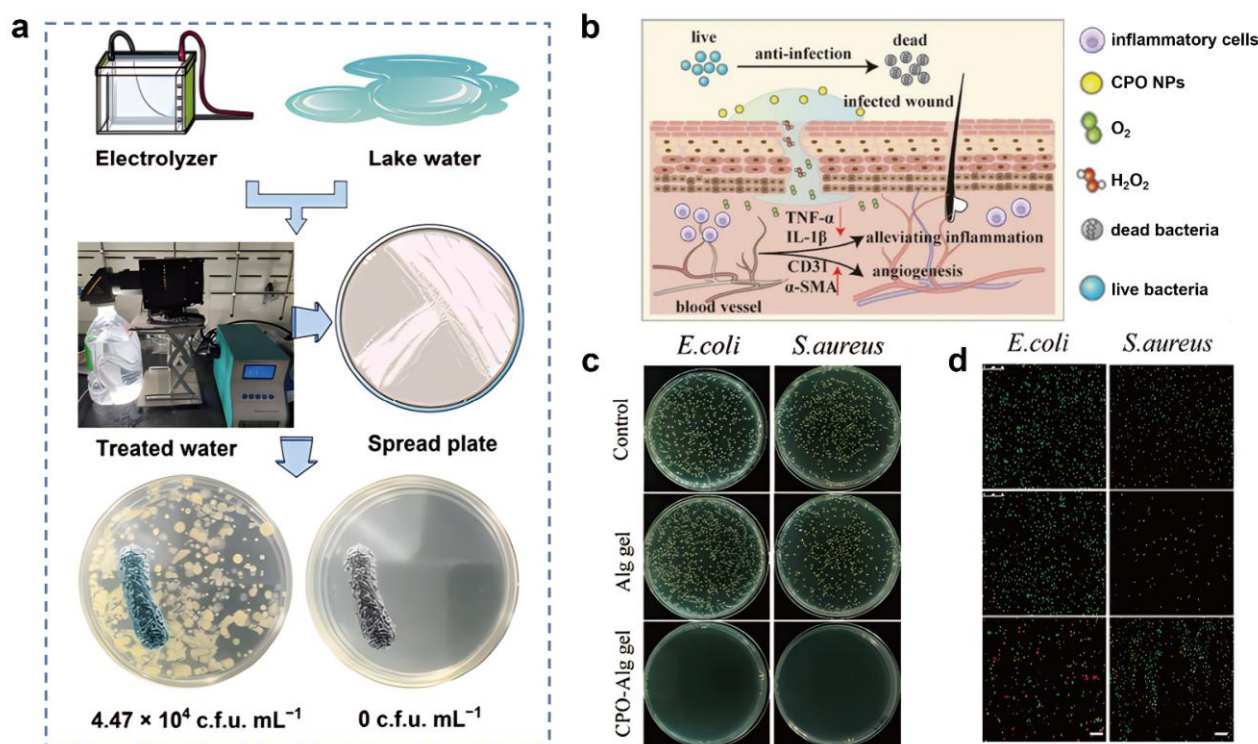 a
Electrolyzer
Lake water
Treated water
Spread plate
4.47 × 10⁴ c.f.u. mL⁻¹
0 c.f.u. mL⁻¹
b
live
anti-infection
dead
infected wound
TNF-α
IL-1β
alleviating inflammation
CD31
angiogenesis
α-SMA
blood vessel
inflammatory cells
CPO NPs
O₂
H₂O₂
dead bacteria
live bacteria
c
E.coli
S.aureus
Control
Alg gel
CPO-Alg gel
d
E.coli
S.aureus